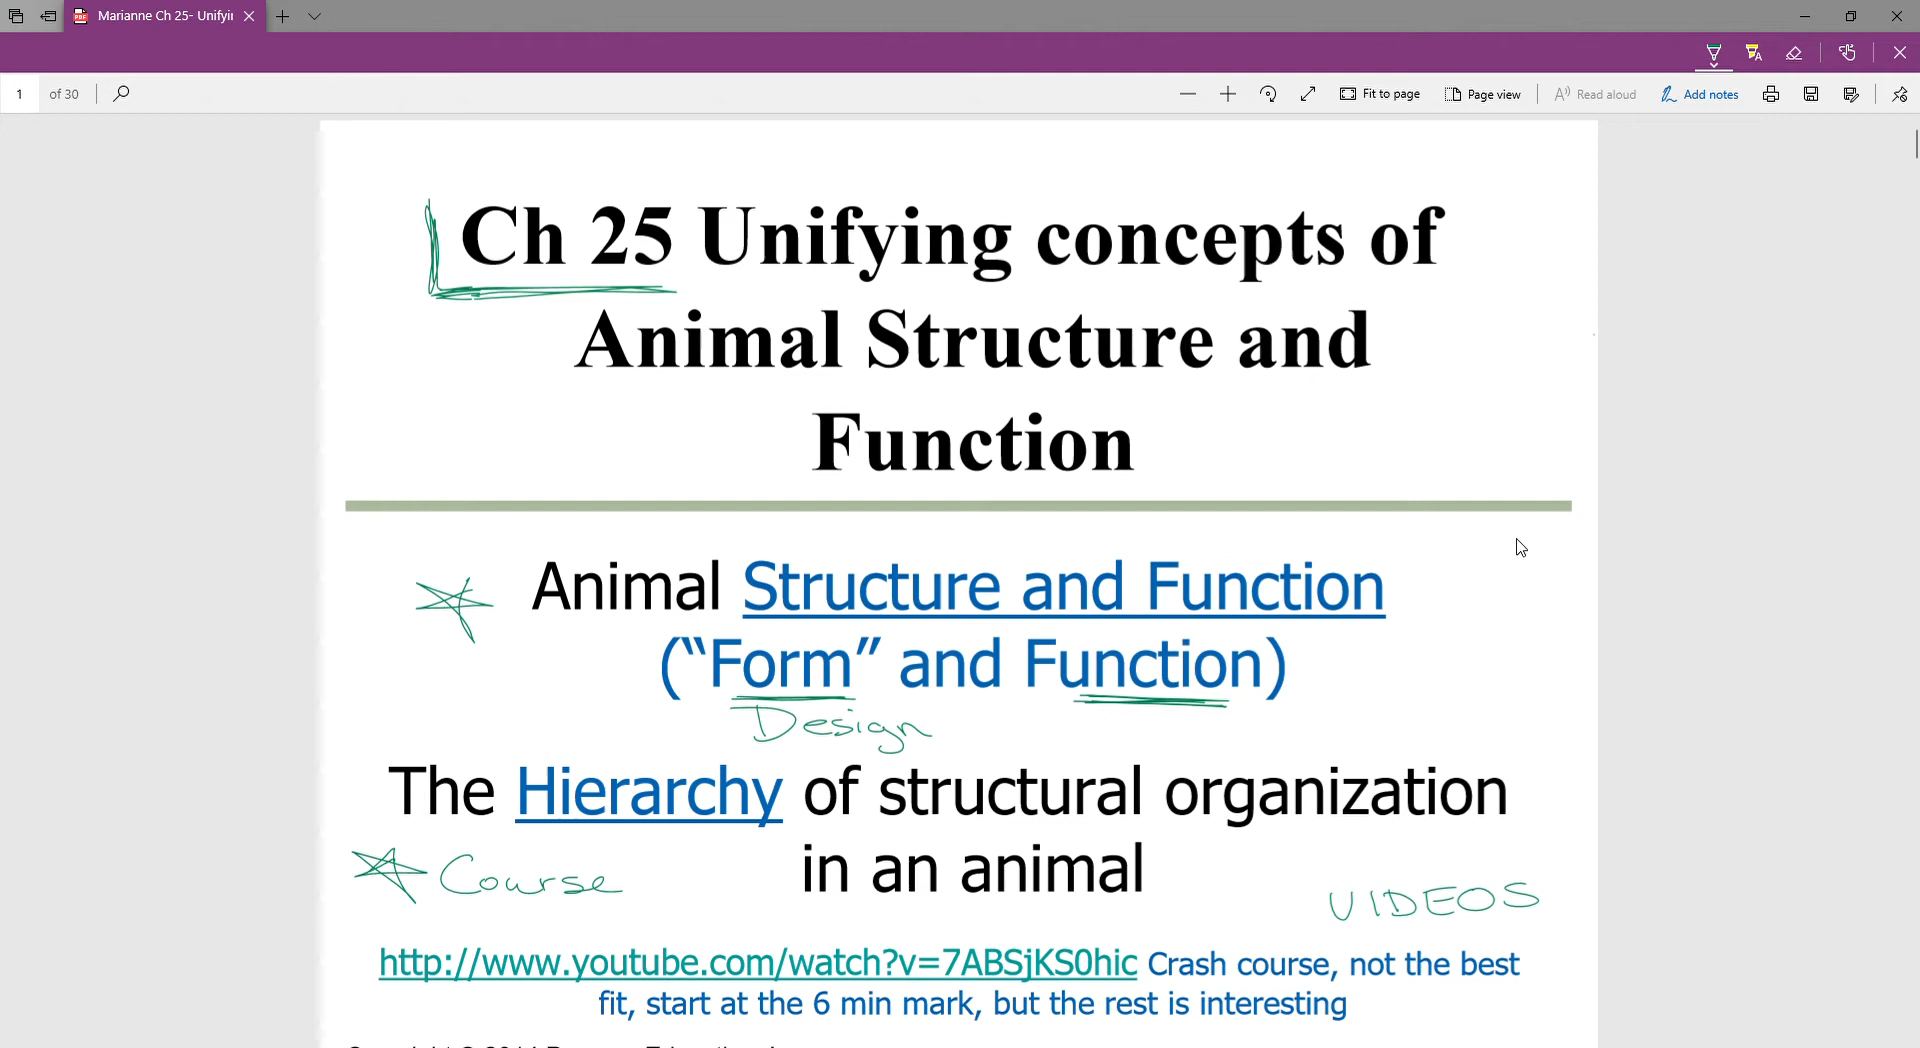 Marianne Ch 25- Unifyi
1 of 30
Fit to page
Page view
Read aloud
Add notes
Ch 25 Unifying concepts of
Animal Structure and
Function
Animal Structure and Function
(“Form” and Function)
Design
The Hierarchy of structural organization
in an animal
Course
VIDEOS
http://www.youtube.com/watch?v=7ABSjKS0hic Crash course, not the best
fit, start at the 6 min mark, but the rest is interesting